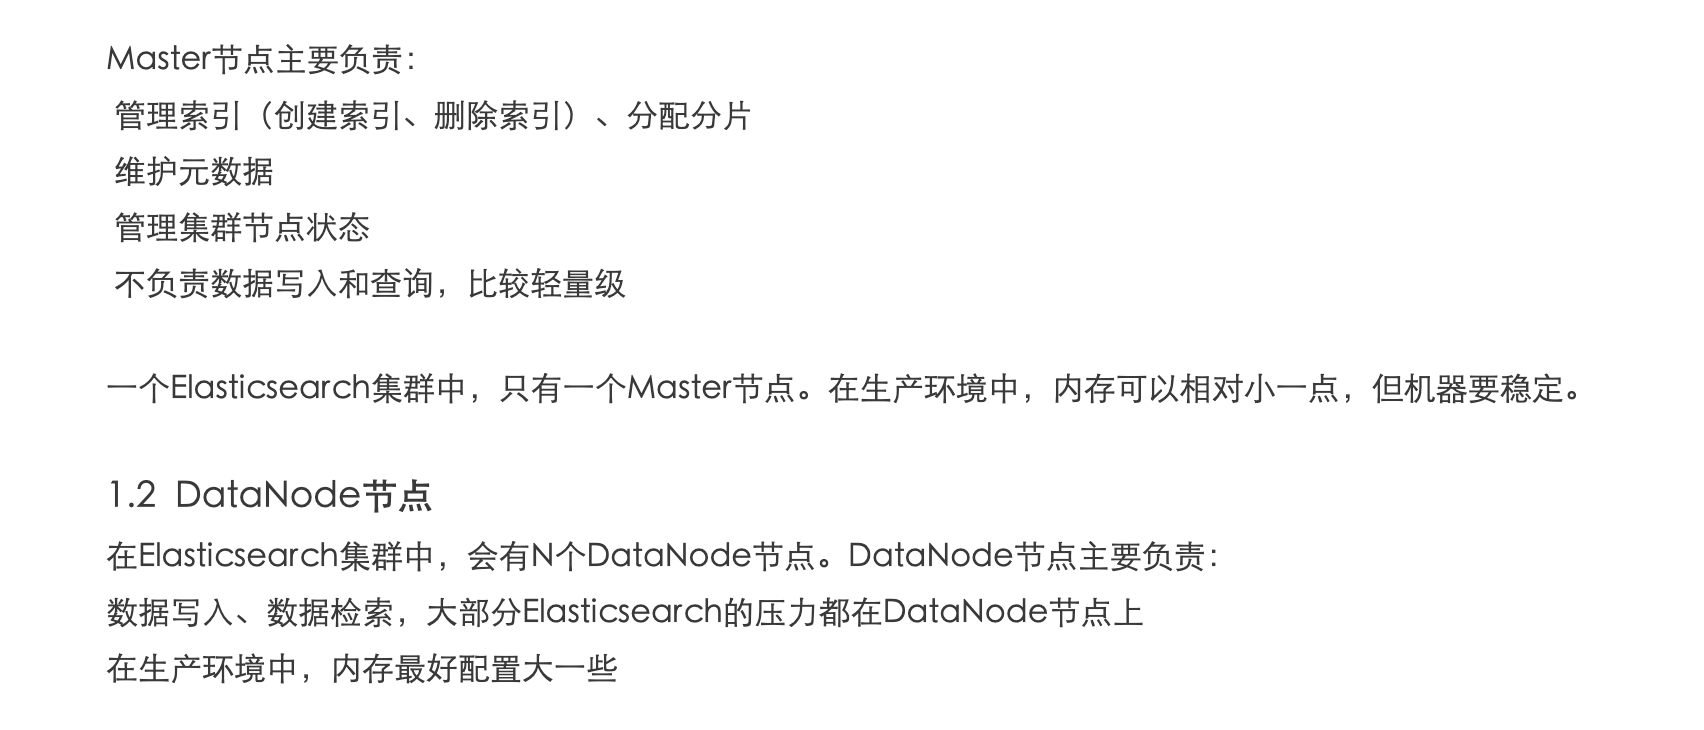 Master节点主要负责：
管理索引（创建索引、删除索引）、分配分片
维护元数据
管理集群节点状态
不负责数据写入和查询，比较轻量级
一个Elasticsearch集群中，只有一个Master节点。在生产环境中，内存可以相对小一点，但机器要稳定。
1.2 DataNode节点
在Elasticsearch集群中，会有N个DataNode节点。DataNode节点主要负责：
数据写入、数据检索，大部分Elasticsearch的压力都在DataNode节点上
在生产环境中，内存最好配置大一些